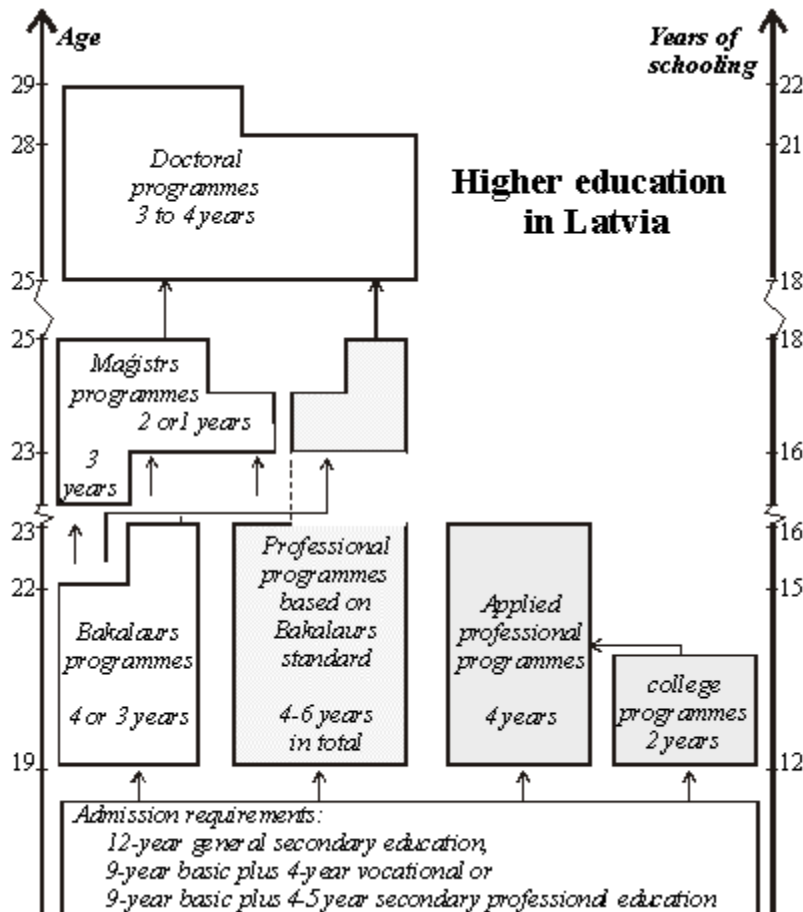 Age
Years of
schooling
29
22
28
21
Doctoral
programmes
3 to 4 years
Higher education
in Latvia
25
18
25
18
Maģistrs
programmes
2 or 1 years
23
16
3
years
23
16
Professional
programmes
based on
Bakalaurs
standard
4-6 years
in total
22
15
Bakalaurs
programmes
4 or 3 years
Applied
professional
programmes
4 years
college
programmes
2 years
19
12
Admission requirements:
12-year general secondary education,
9-year basic plus 4-year vocational or
9-year basic plus 4-5 year secondary professional education